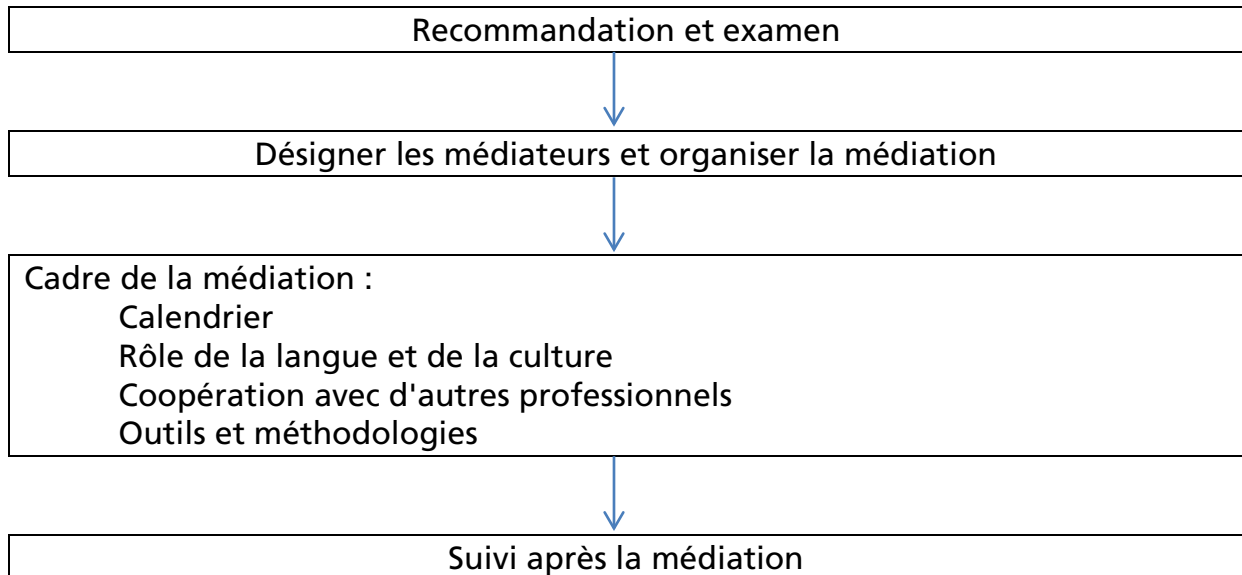 Recommandation et examen
Désigner les médiateurs et organiser la médiation
Cadre de la médiation :
Calendrier
Rôle de la langue et de la culture
Coopération avec d'autres professionnels
Outils et méthodologies
Suivi après la médiation